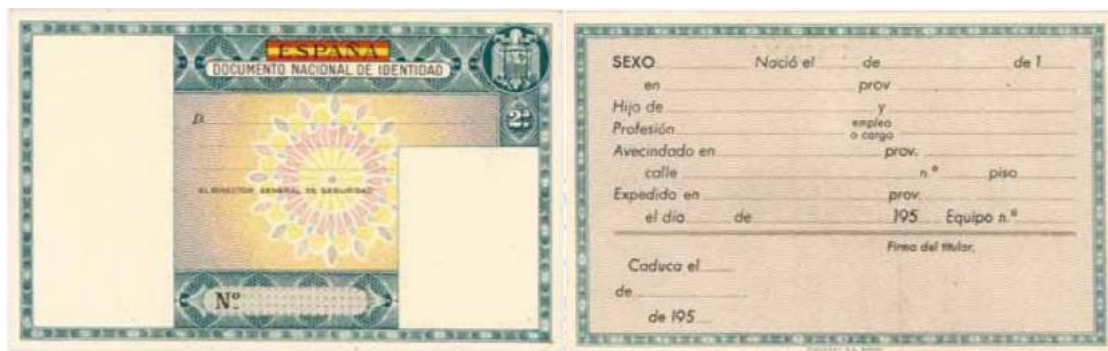 ESPAÑA
DOCUMENTO NACIONAL DE IDENTIDAD
D.
2ª
EL DIRECTOR GENERAL DE SEGURIDAD
Nº
SEXO Nació el de de 1
en prov
Hijo de y
Profesión empleo o cargo
Avecindado en prov.
calle n.º piso
Expedido en prov.
el día de 195 Equipo n.º
Firma del titular.
Caduca el
de
de 195